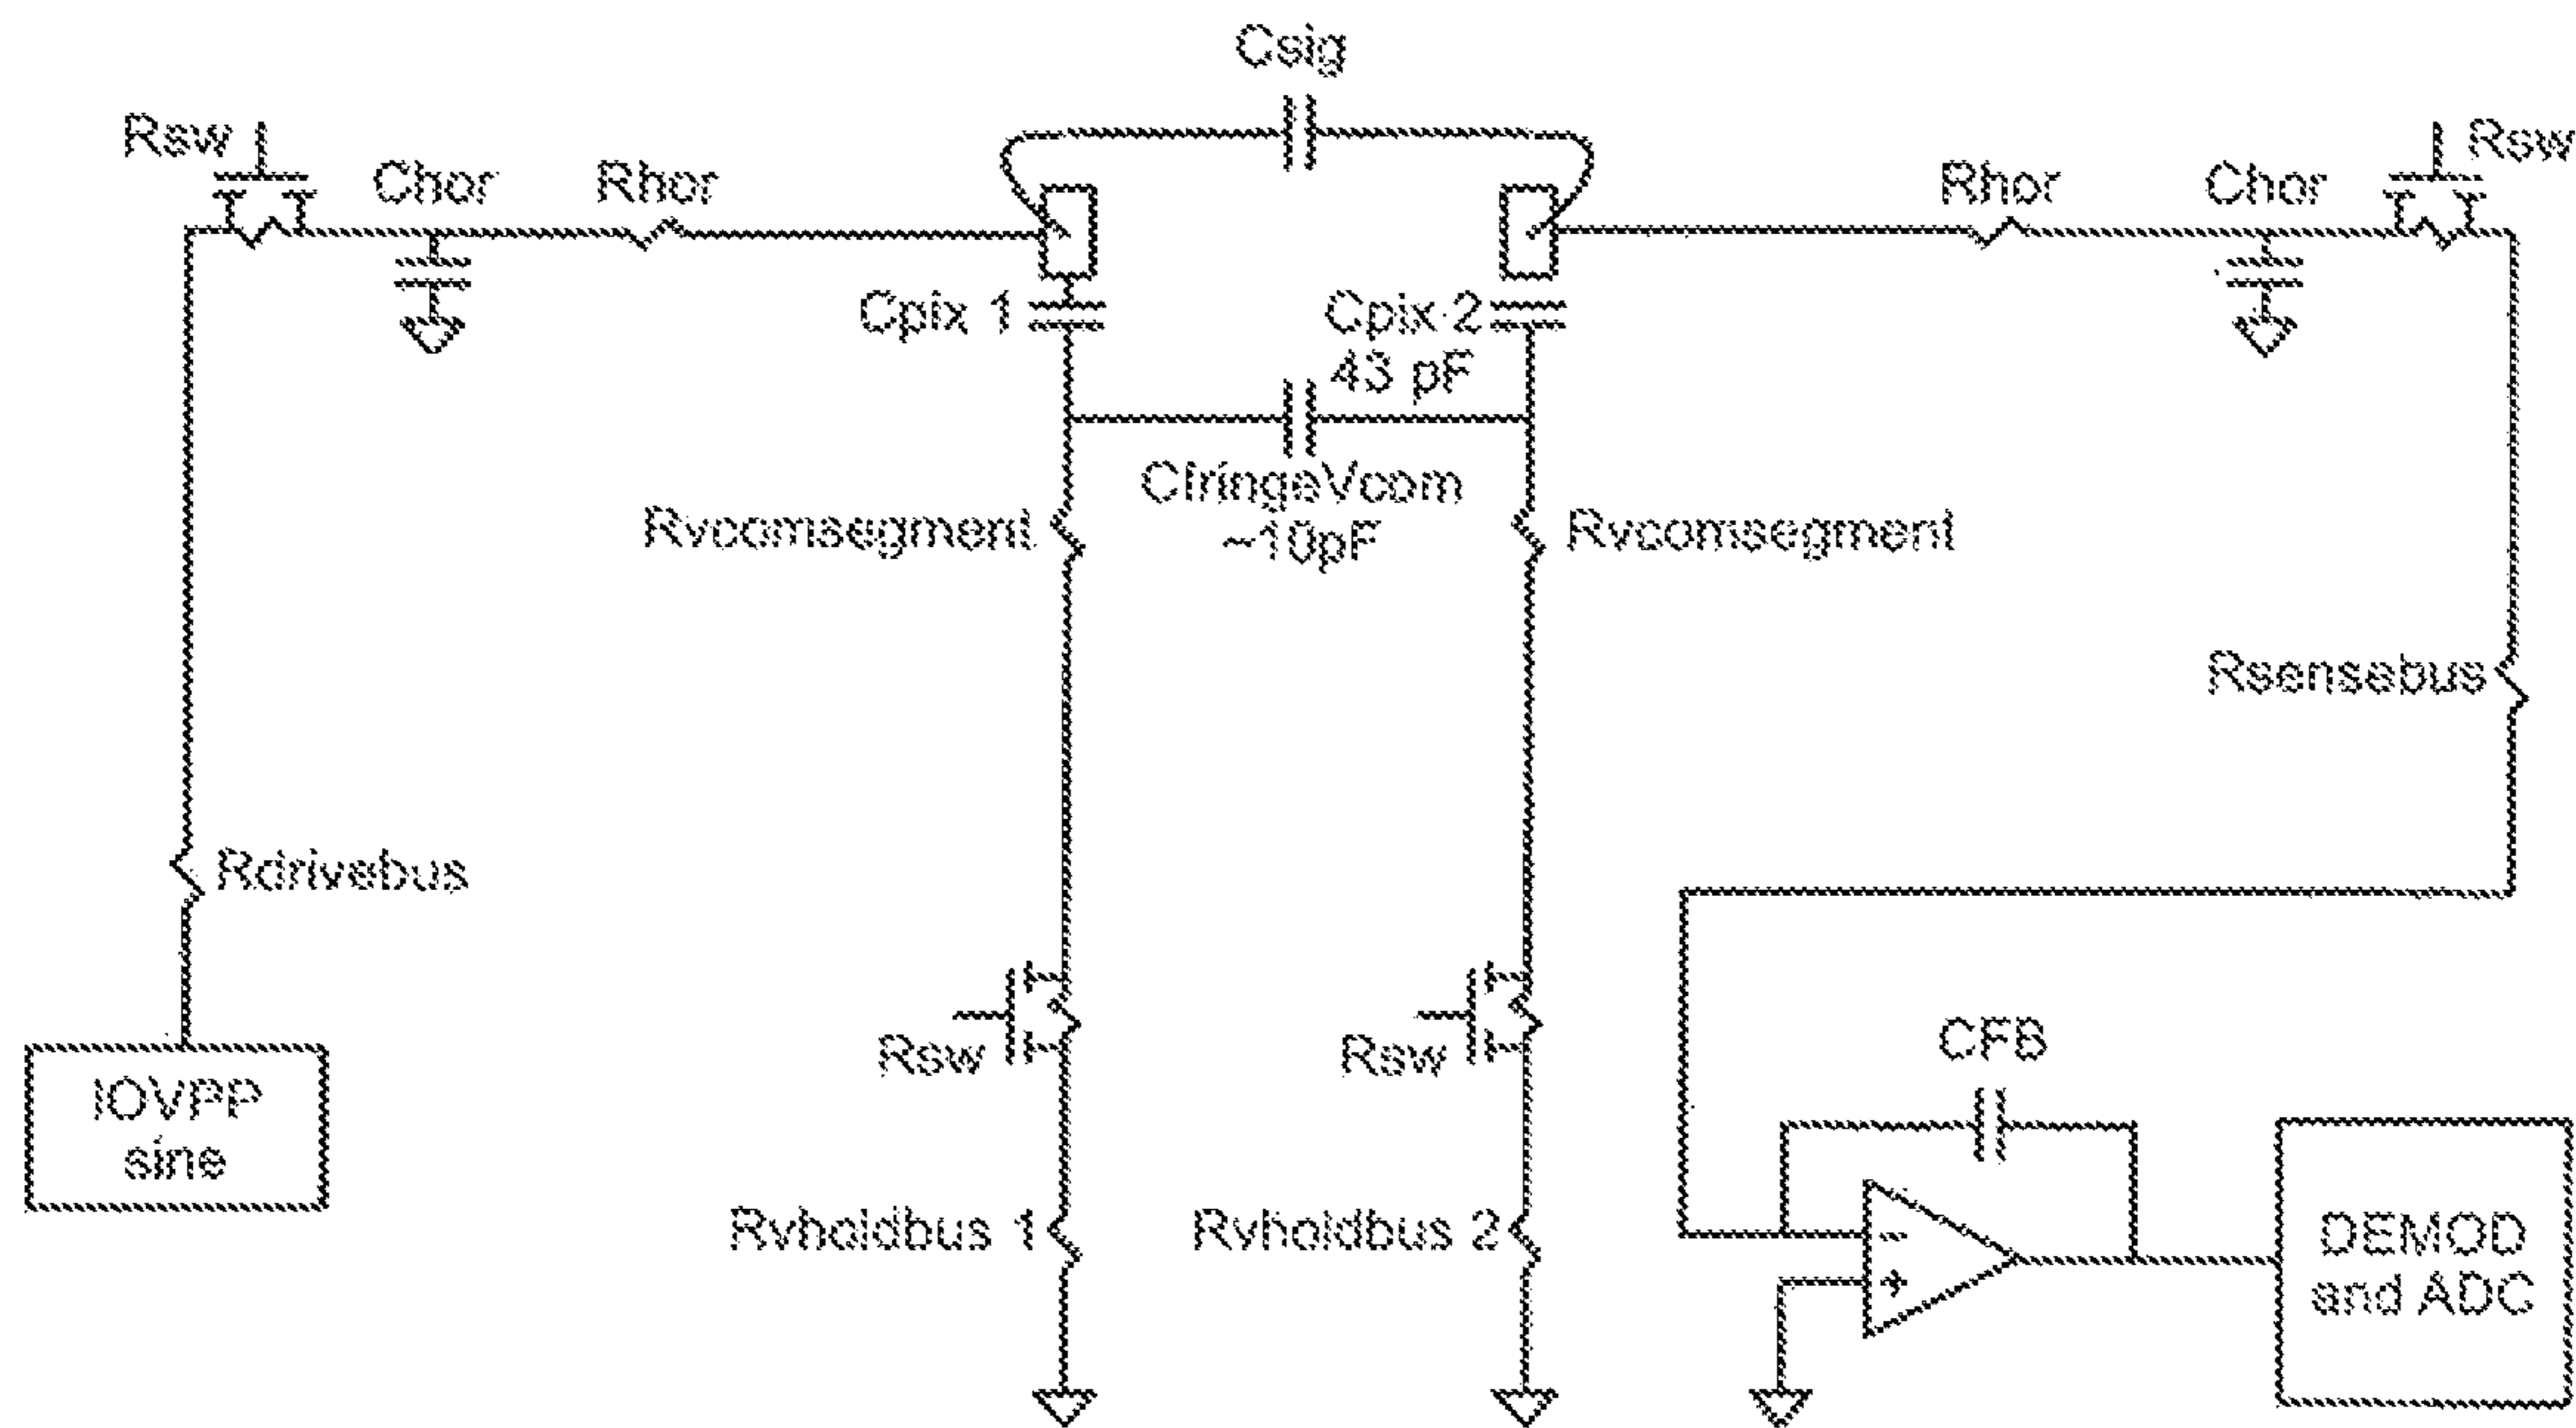 Csig
Rsw
Chor
Rhor
Rhor
Chor
Rsw
Cpix 1
Cpix 2
43 pF
CfringeVcom
~10pF
Rvcomsegment
Rvcomsegment
Rsensebus
Rdrivebus
IOVPP
sine
Rsw
Rsw
CFB
Rvholdbus 1
Rvholdbus 2
-
+
DEMOD
and ADC